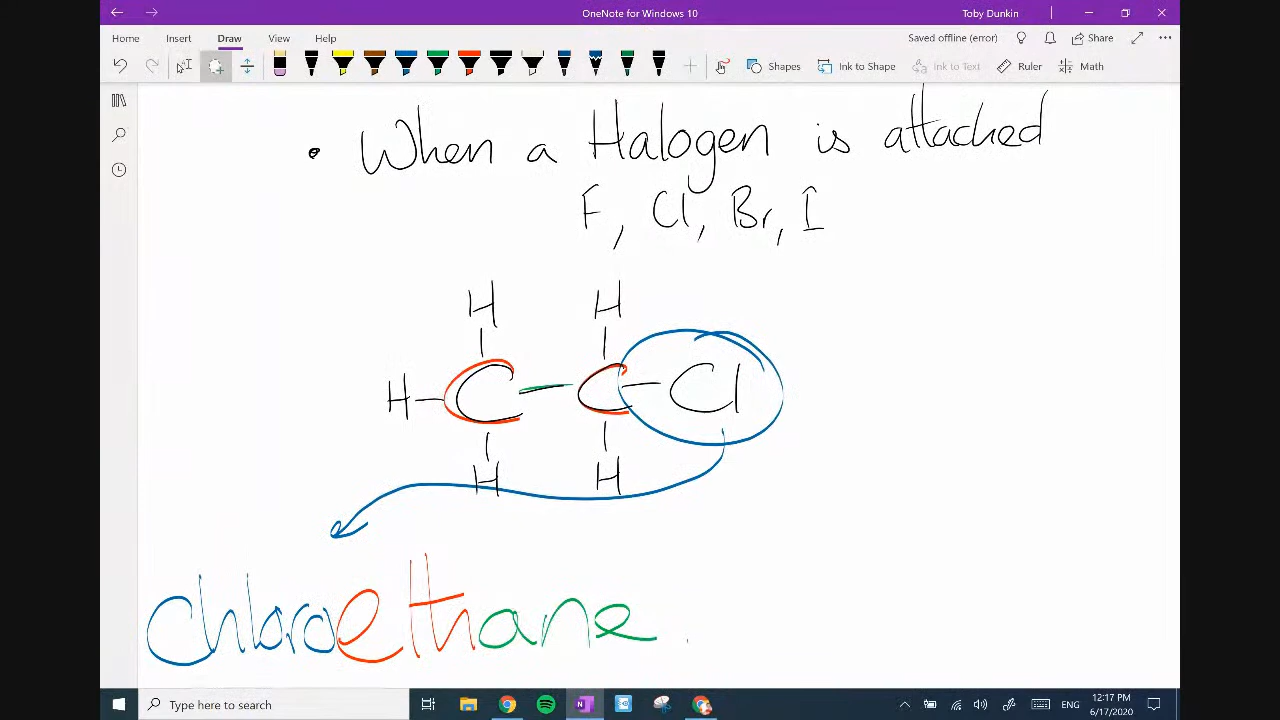 OneNote for Windows 10
Toby Dunkin
Home Insert Draw View Help
Saved offline (error) Share
Shapes Ink to Shape Ink to Text Ruler Math
• When a Halogen is attached
F, Cl, Br, I
H H
H C C Cl
H H
chloroethane
Type here to search
ENG
12:17 PM
6/17/2020